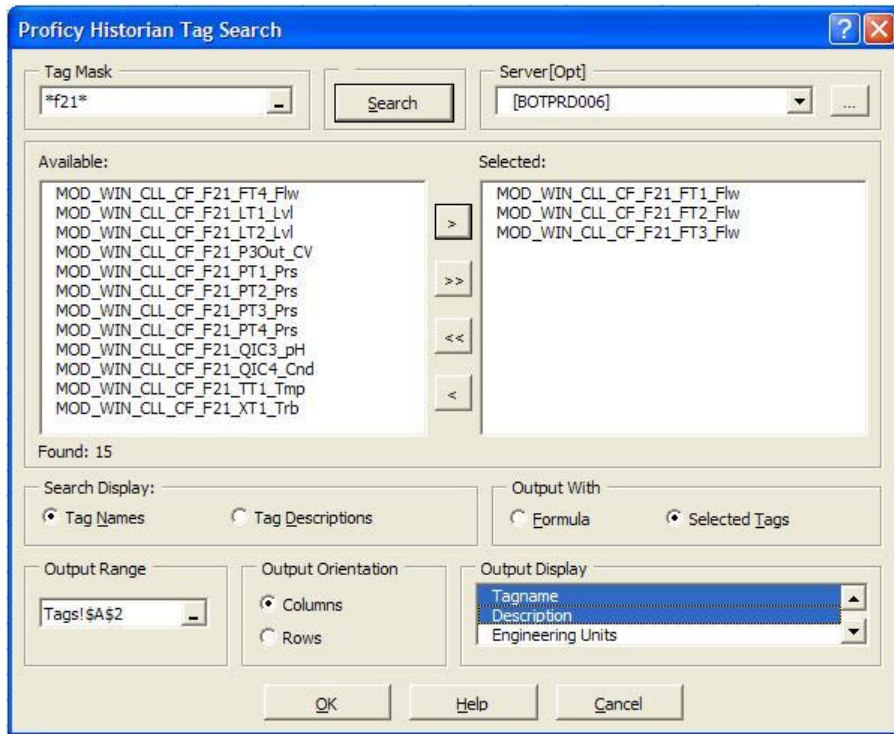 Proficy Historian Tag Search
Tag Mask
Server[Opt]
*f21*
Search
[BOTPRD006]
...
Available:
Selected:
MOD_WIN_CLL_CF_F21_FT4_Flw
MOD_WIN_CLL_CF_F21_LT1_Lvl
MOD_WIN_CLL_CF_F21_LT2_Lvl
MOD_WIN_CLL_CF_F21_P3Out_CV
MOD_WIN_CLL_CF_F21_PT1_Prs
MOD_WIN_CLL_CF_F21_PT2_Prs
MOD_WIN_CLL_CF_F21_PT3_Prs
MOD_WIN_CLL_CF_F21_PT4_Prs
MOD_WIN_CLL_CF_F21_QIC3_pH
MOD_WIN_CLL_CF_F21_QIC4_Cnd
MOD_WIN_CLL_CF_F21_TT1_Tmp
MOD_WIN_CLL_CF_F21_XT1_Trb
>
>>
<<
<
MOD_WIN_CLL_CF_F21_FT1_Flw
MOD_WIN_CLL_CF_F21_FT2_Flw
MOD_WIN_CLL_CF_F21_FT3_Flw
Found: 15
Search Display:
Tag Names
Tag Descriptions
Output With
Formula
Selected Tags
Output Range
Tags!$A$2
Output Orientation
Columns
Rows
Output Display
Tagname
Description
Engineering Units
OK
Help
Cancel